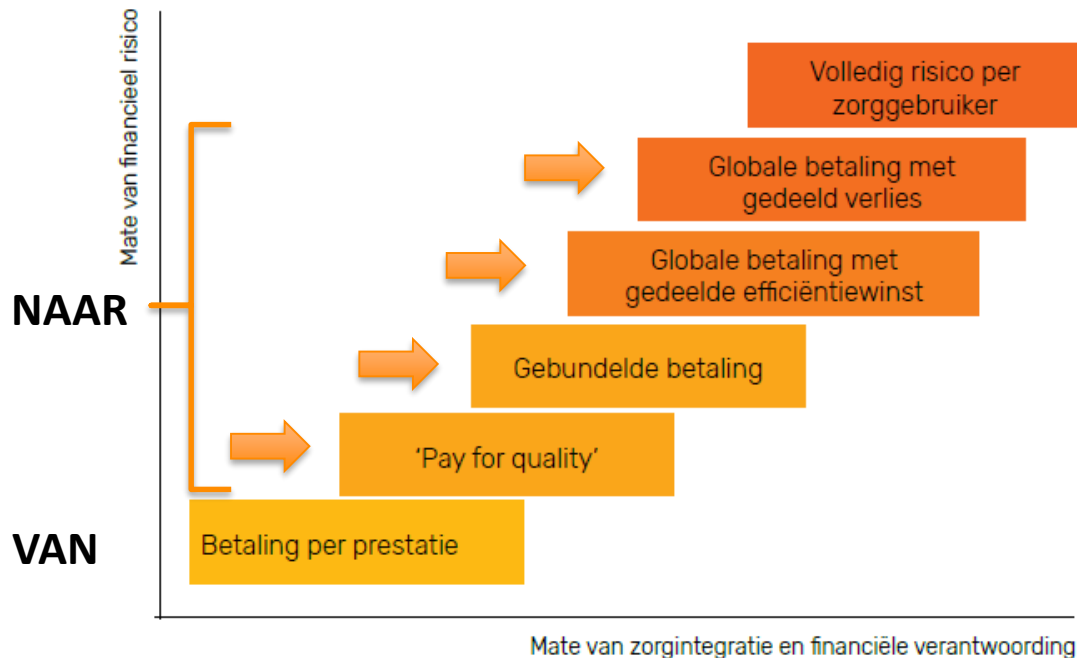 Mate van financieel risico
Volledig risico per
zorggebruiker
Globale betaling met
gedeeld verlies
Globale betaling met
gedeelde efficiëntiewinst
NAAR
Gebundelde betaling
‘Pay for quality’
VAN
Betaling per prestatie
Mate van zorgintegratie en financiële verantwoording